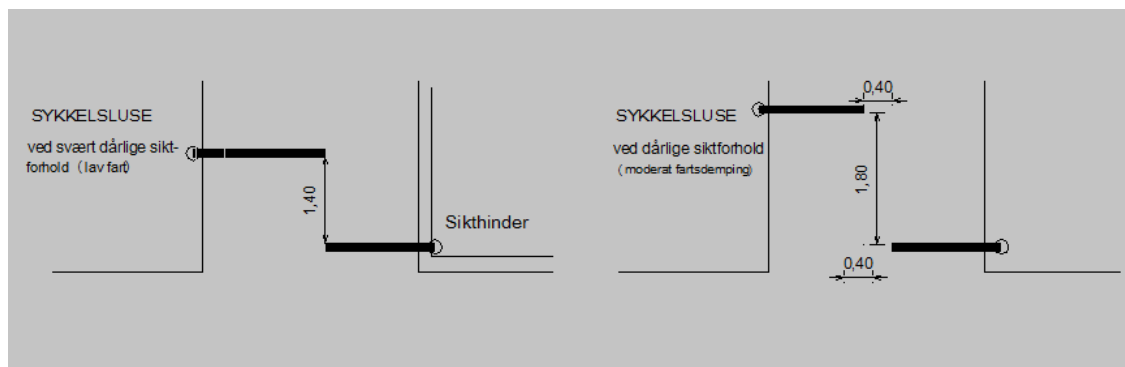 SYKKELSLUSE
ved svært dårlige sikt-
forhold (lav fart)
1,40
Sikthinder
SYKKELSLUSE
ved dårlige siktforhold
(moderat fartsdemping)
0,40
1,80
0,40